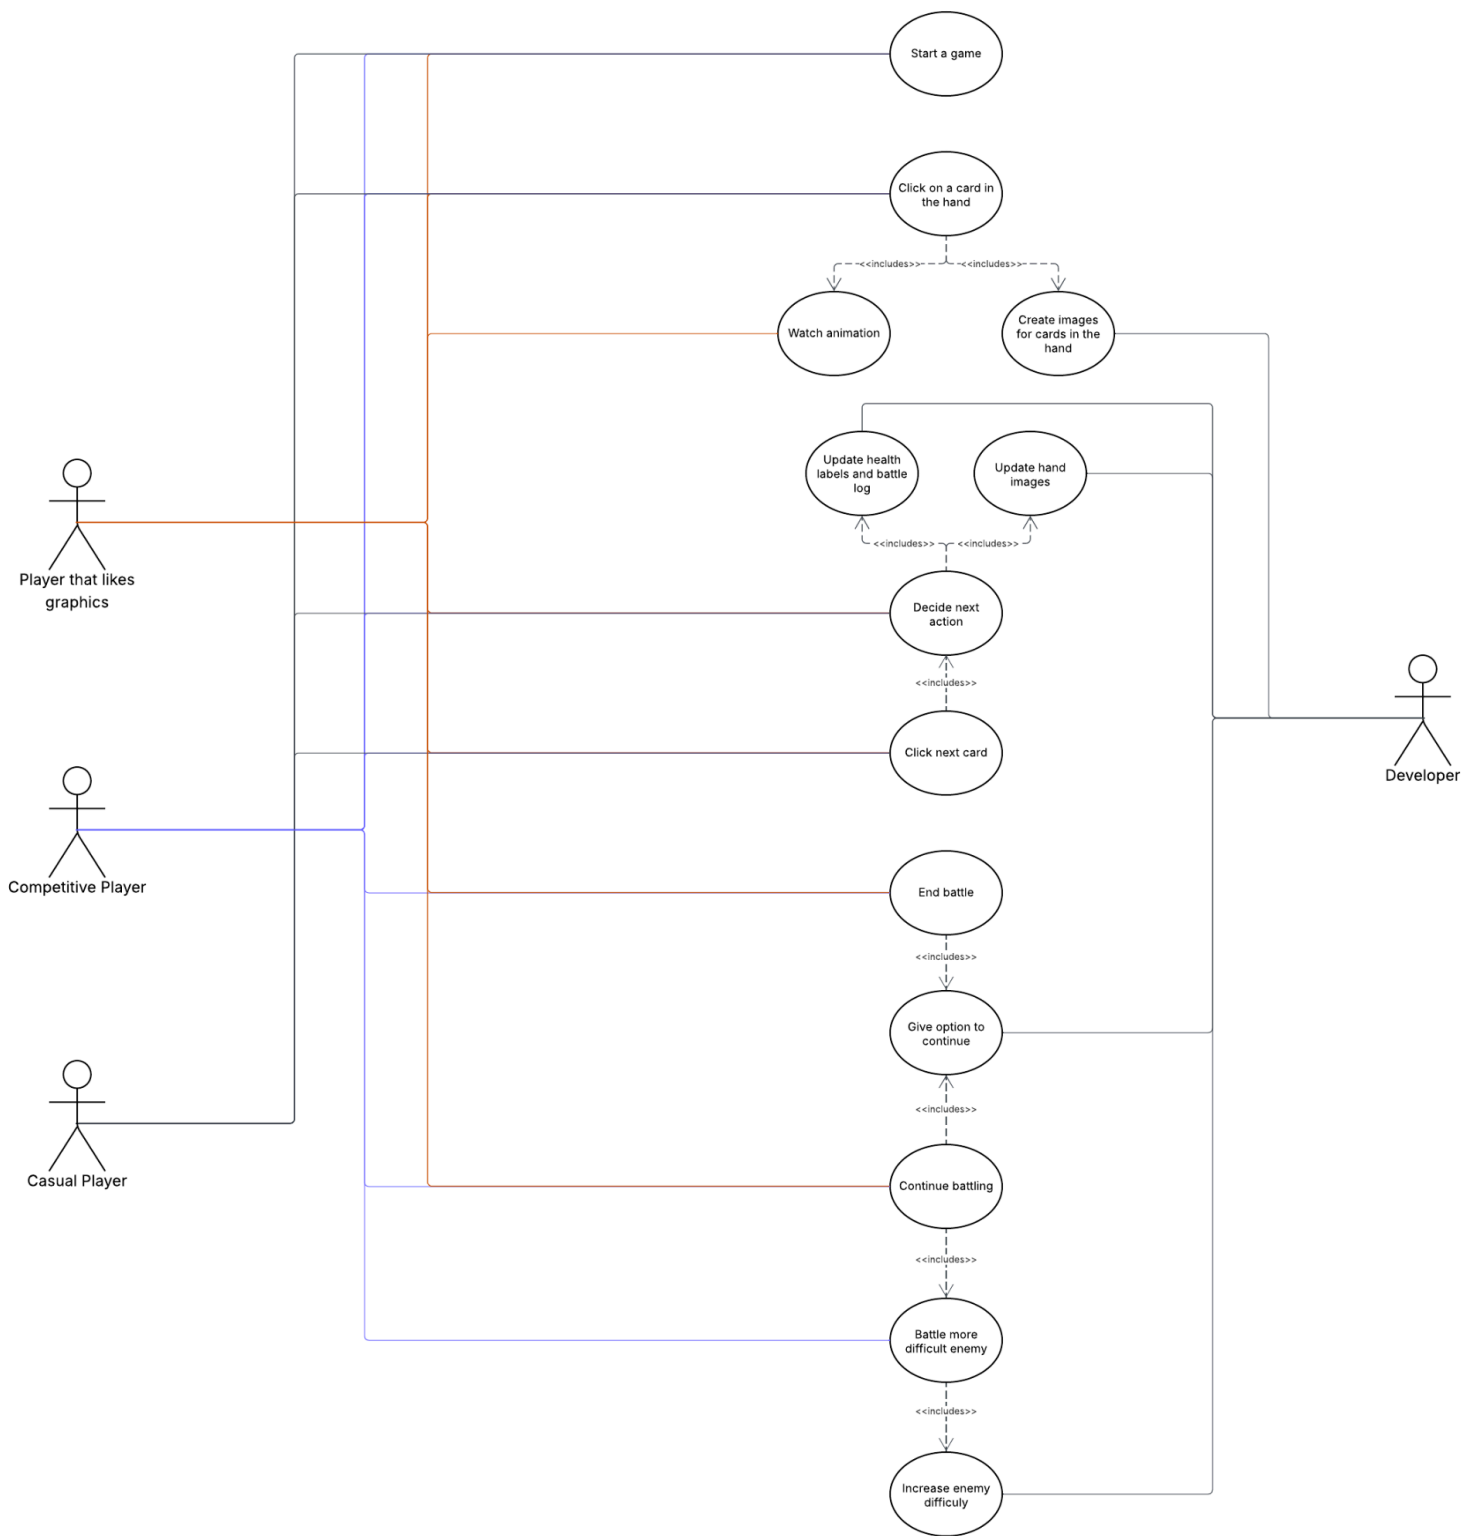 Start a game
Click on a card in
the hand
<<includes>>
<<includes>>
Watch animation
Create images
for cards in the
hand
Update health
labels and battle
log
Update hand
images
Player that likes
graphics
<<includes>>
<<includes>>
Decide next
action
<<includes>>
Click next card
Developer
Competitive Player
End battle
<<includes>>
Give option to
continue
<<includes>>
Casual Player
Continue battling
<<includes>>
Battle more
difficult enemy
<<includes>>
Increase enemy
difficuly